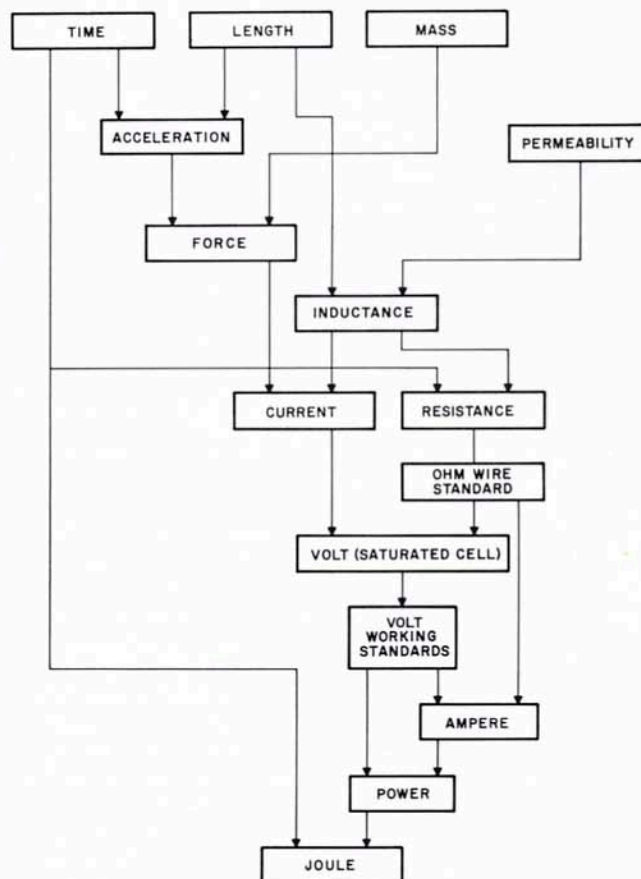 TIME
LENGTH
MASS
ACCELERATION
PERMEABILITY
FORCE
INDUCTANCE
CURRENT
RESISTANCE
OHM WIRE
STANDARD
VOLT (SATURATED CELL)
VOLT
WORKING
STANDARDS
AMPERE
POWER
JOULE